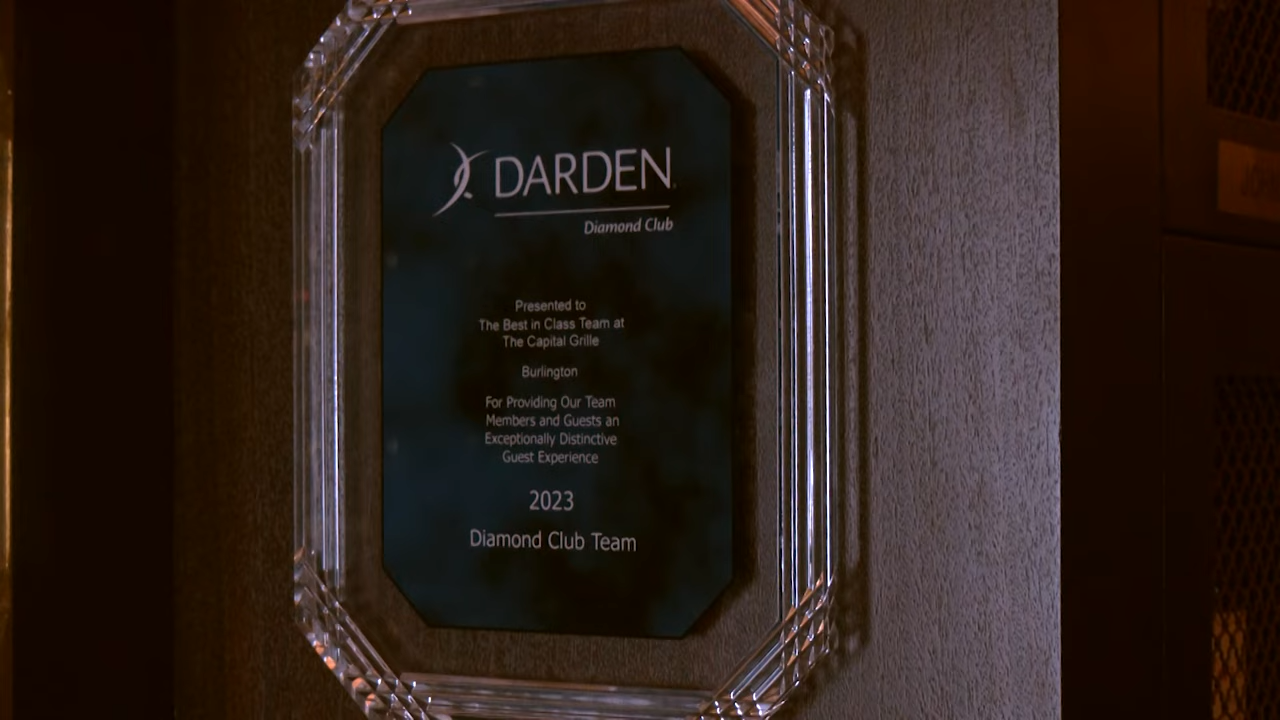 DARDEN
Diamond Club
Presented to
The Best in Class Team at
The Capital Grille
Burlington
For Providing Our Team
Members and Guests an
Exceptionally Distinctive
Guest Experience
2023
Diamond Club Team